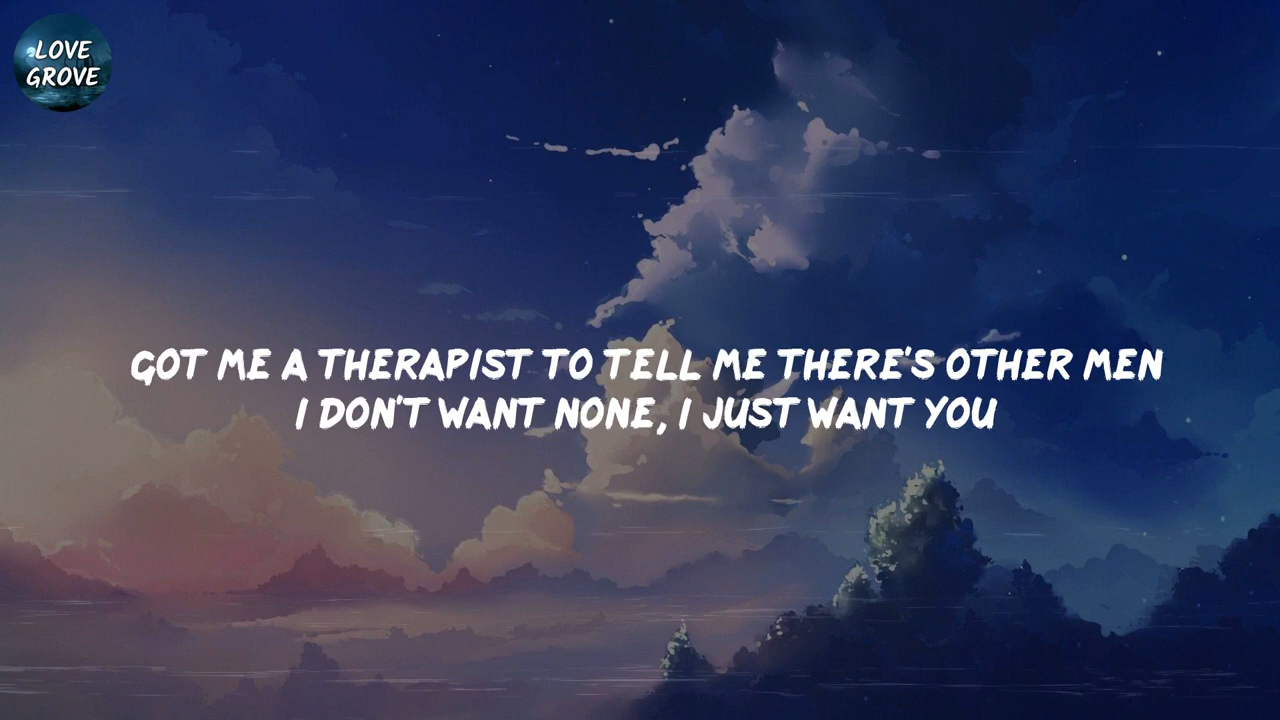 LOVE
GROVE
GOT ME A THERAPIST TO TELL ME THERE'S OTHER MEN
I DON'T WANT NONE, I JUST WANT YOU